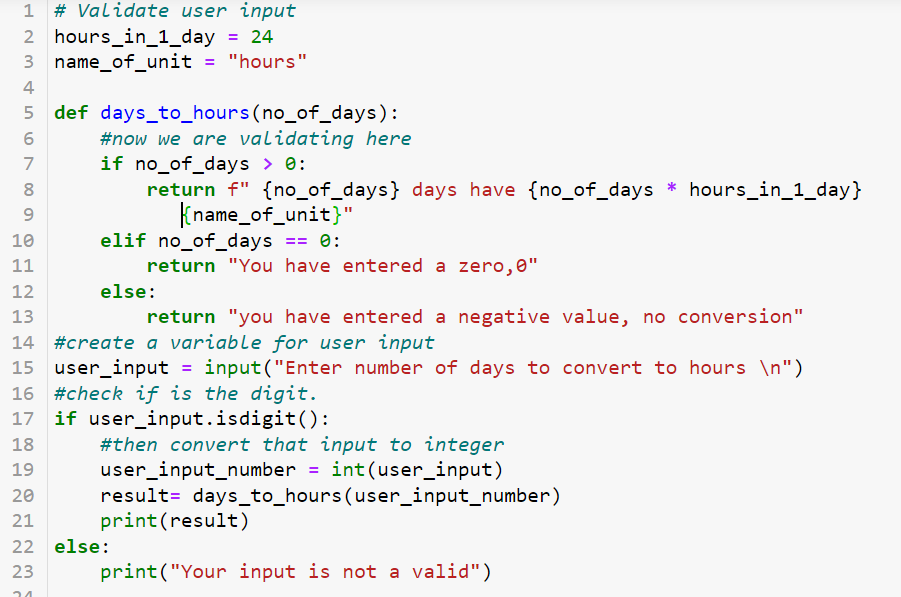 1 # Validate user input
2 hours_in_1_day = 24
3 name_of_unit = "hours"
4
5 def days_to_hours(no_of_days):
6     #now we are validating here
7     if no_of_days > 0:
8         return f" {no_of_days} days have {no_of_days * hours_in_1_day}
9            {name_of_unit}"
10     elif no_of_days == 0:
11         return "You have entered a zero,0"
12     else:
13         return "you have entered a negative value, no conversion"
14 #create a variable for user input
15 user_input = input("Enter number of days to convert to hours \n")
16 #check if is the digit.
17 if user_input.isdigit():
18     #then convert that input to integer
19     user_input_number = int(user_input)
20     result= days_to_hours(user_input_number)
21     print(result)
22 else:
23     print("Your input is not a valid")
24